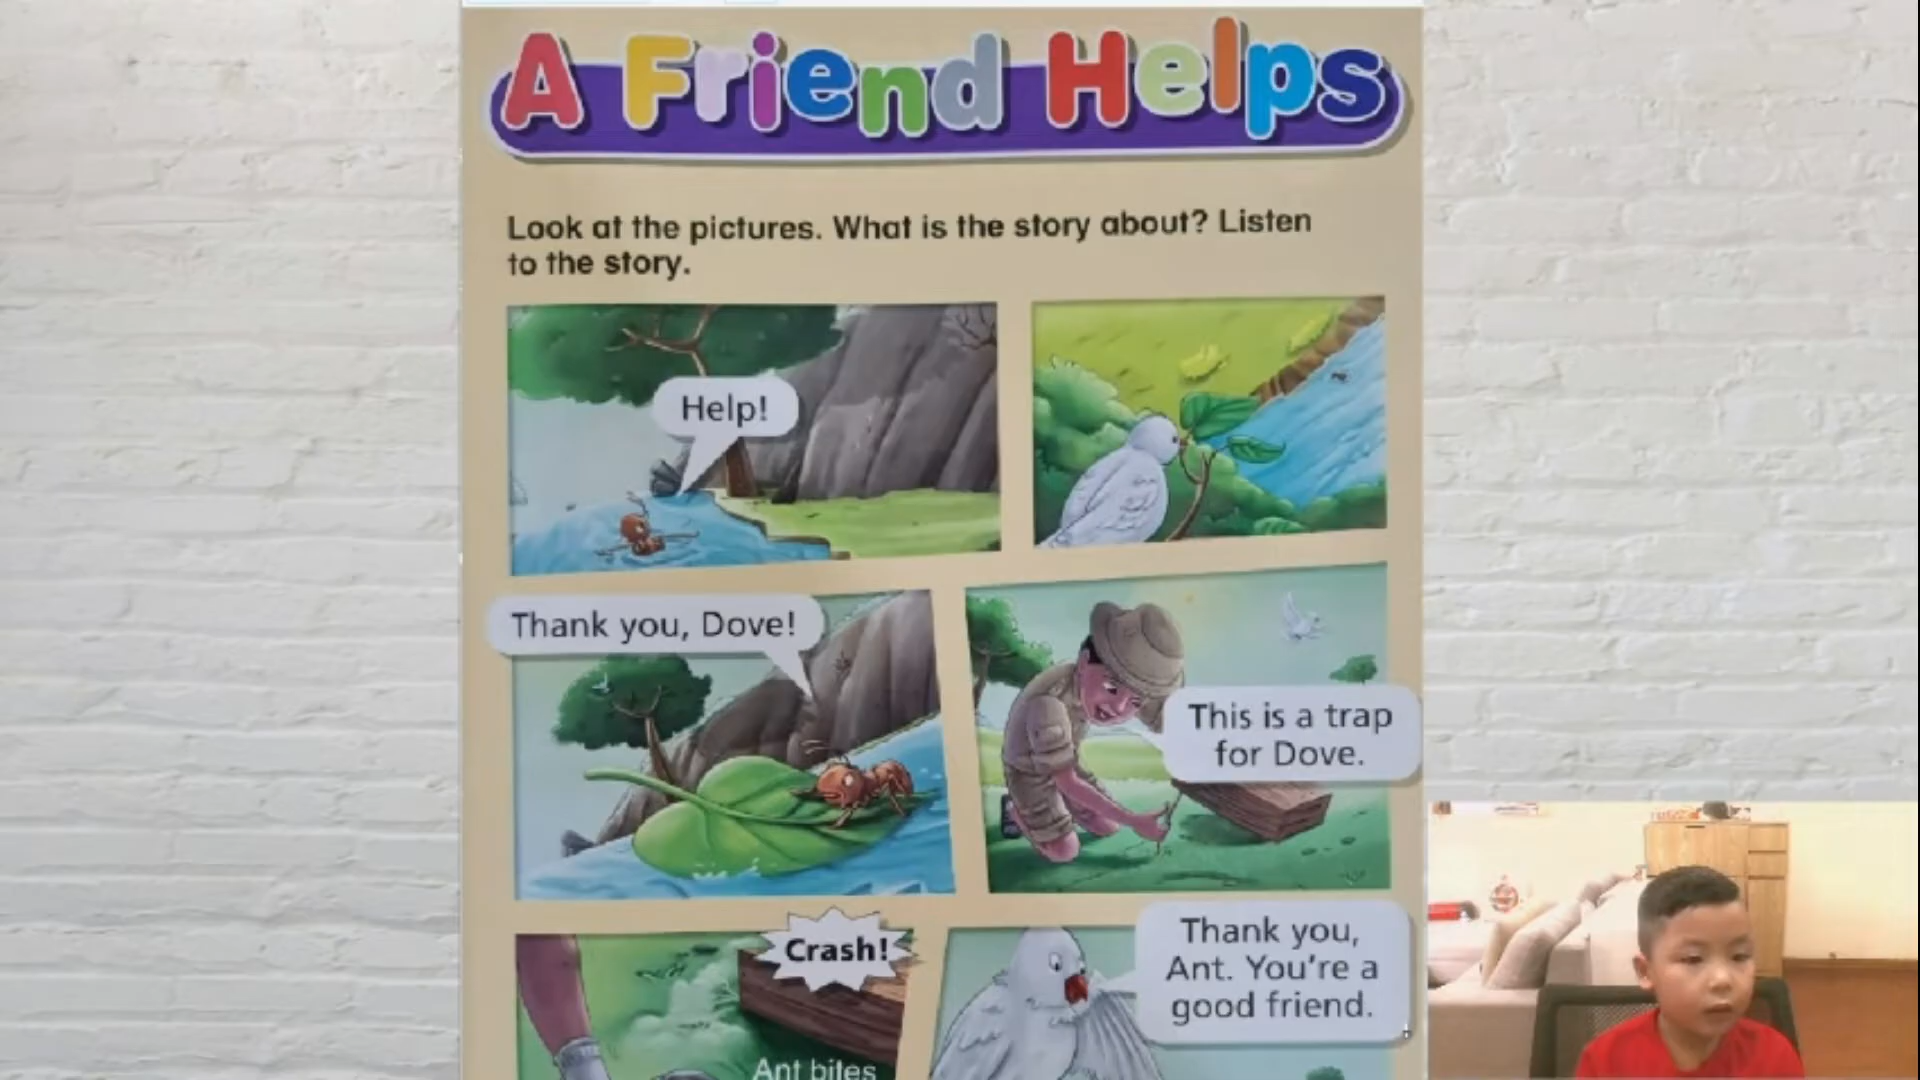 A Friend Helps
Look at the pictures. What is the story about? Listen
to the story.
Help!
Thank you, Dove!
This is a trap
for Dove.
Crash!
Ant bites
Thank you,
Ant. You're a
good friend.